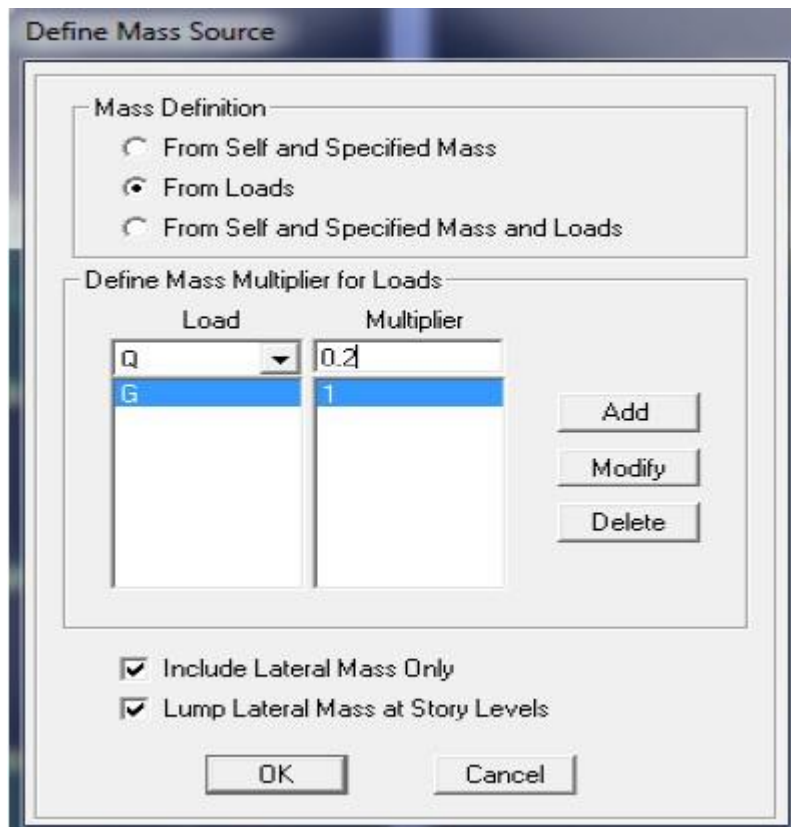 Define Mass Source
Mass Definition
From Self and Specified Mass
From Loads
From Self and Specified Mass and Loads
Define Mass Multiplier for Loads
Load Multiplier
Q 0.2
G 1
Add
Modify
Delete
Include Lateral Mass Only
Lump Lateral Mass at Story Levels
OK Cancel